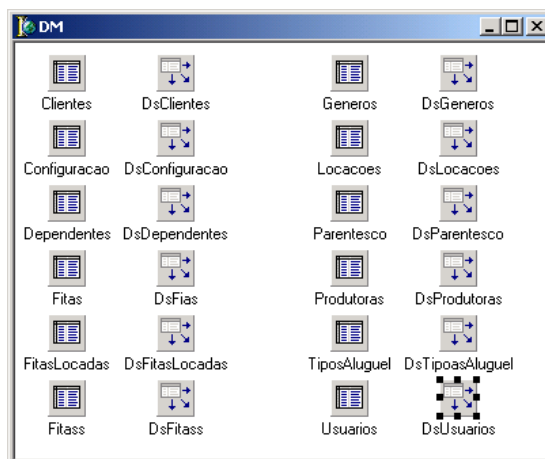 DM
Clientes DsClientes Generos DsGeneros
Configuracao DsConfiguracao Locacoes DsLocacoes
Dependentes DsDependentes Parentesco DsParentesco
Fitas DsFias Produtoras DsProdutoras
FitasLocadas DsFitasLocadas TiposAluguel DsTipoasAluguel
Fitass DsFitass Usuarios DsUsuarios